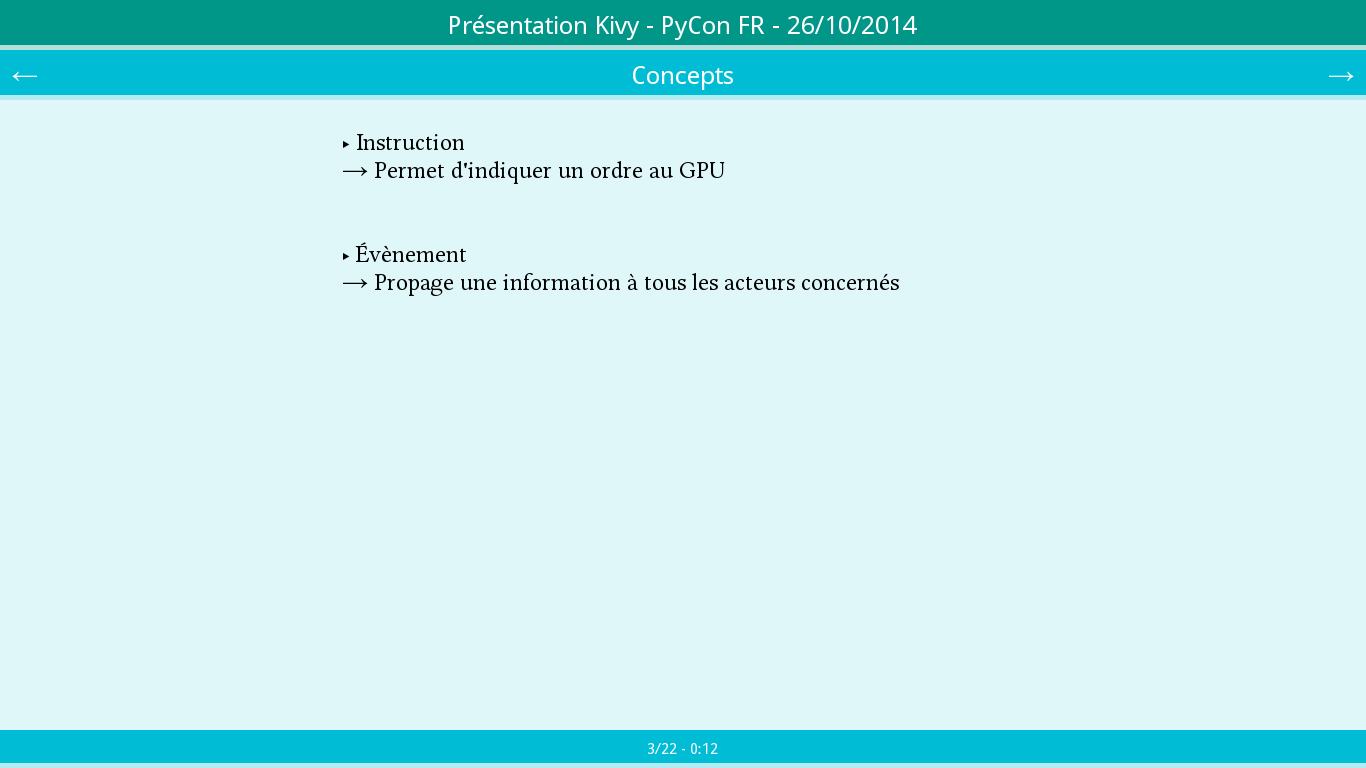 Présentation Kivy - PyCon FR - 26/10/2014
← Concepts →
▸ Instruction
→ Permet d'indiquer un ordre au GPU
▸ Évènement
→ Propage une information à tous les acteurs concernés
3/22 - 0:12